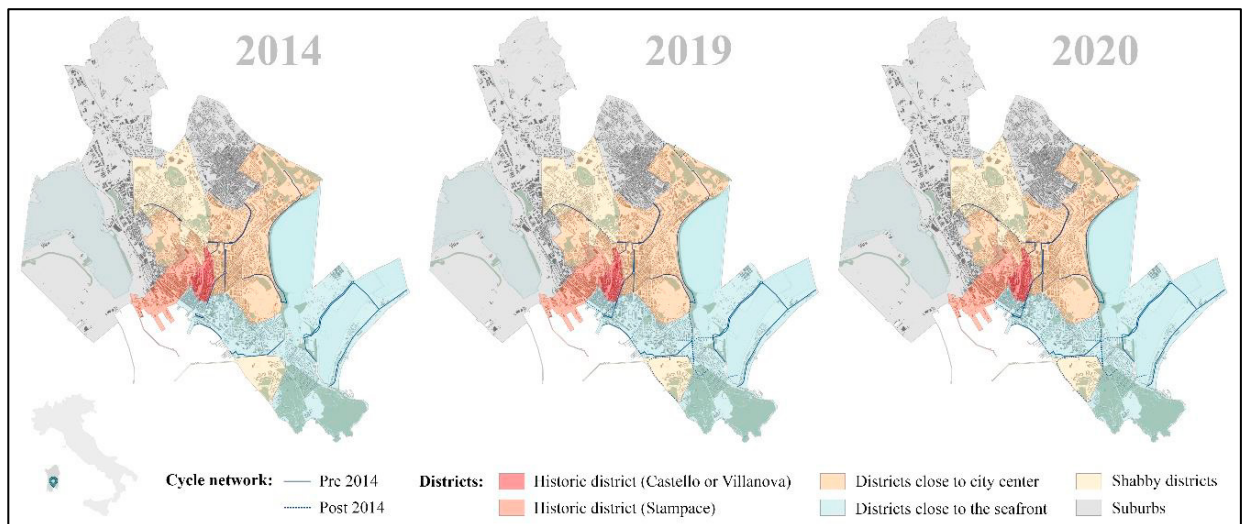 2014 2019 2020
Cycle network: Pre 2014 Districts: Historic district (Castello or Villanova) Districts close to city center Shabby districts
Post 2014 Historic district (Stampace) Districts close to the seafront Suburbs